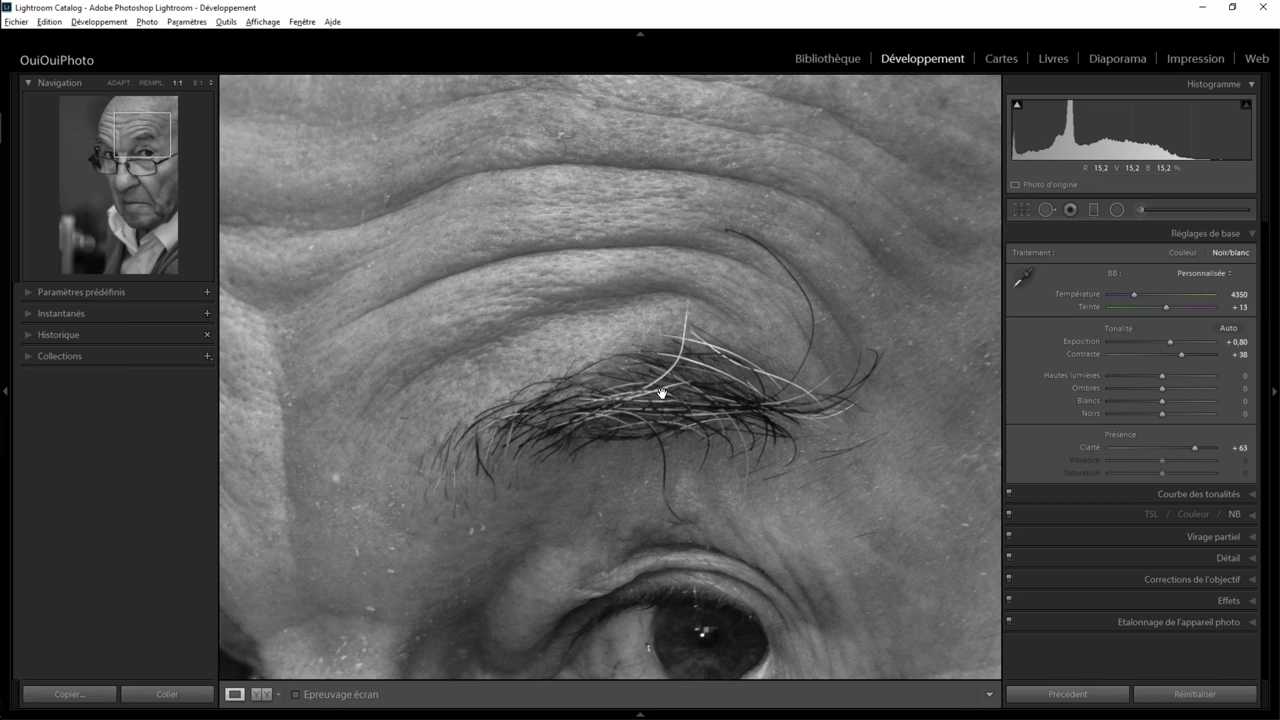 Lightroom Catalog - Adobe Photoshop Lightroom - Développement
Fichier Edition Développement Photo Paramètres Outils Affichage Fenêtre Aide
OuiOuiPhoto
Bibliothèque | Développement | Cartes | Livres | Diaporama | Impression | Web
Navigation ADAPT. REMPL. 1:1 8:1
Paramètres prédéfinis +
Instantanés +
Historique ×
Collections +
Copier... Coller
Epreuvage écran
Histogramme
R 15,2 V 15,2 B 15,2 %
Photo d'origine
Réglages de base
Traitement : Couleur Noir/blanc
BB : Personnalisée
Température 4350
Teinte + 13
Tonalité Auto
Exposition + 0,80
Contraste + 38
Hautes lumières 0
Ombres 0
Blancs 0
Noirs 0
Présence
Clarté + 63
Vibrance 0
Saturation 0
Courbe des tonalités
TSL / Couleur / NB
Virage partiel
Détail
Corrections de l'objectif
Effets
Etalonnage de l'appareil photo
Précédent Réinitialiser